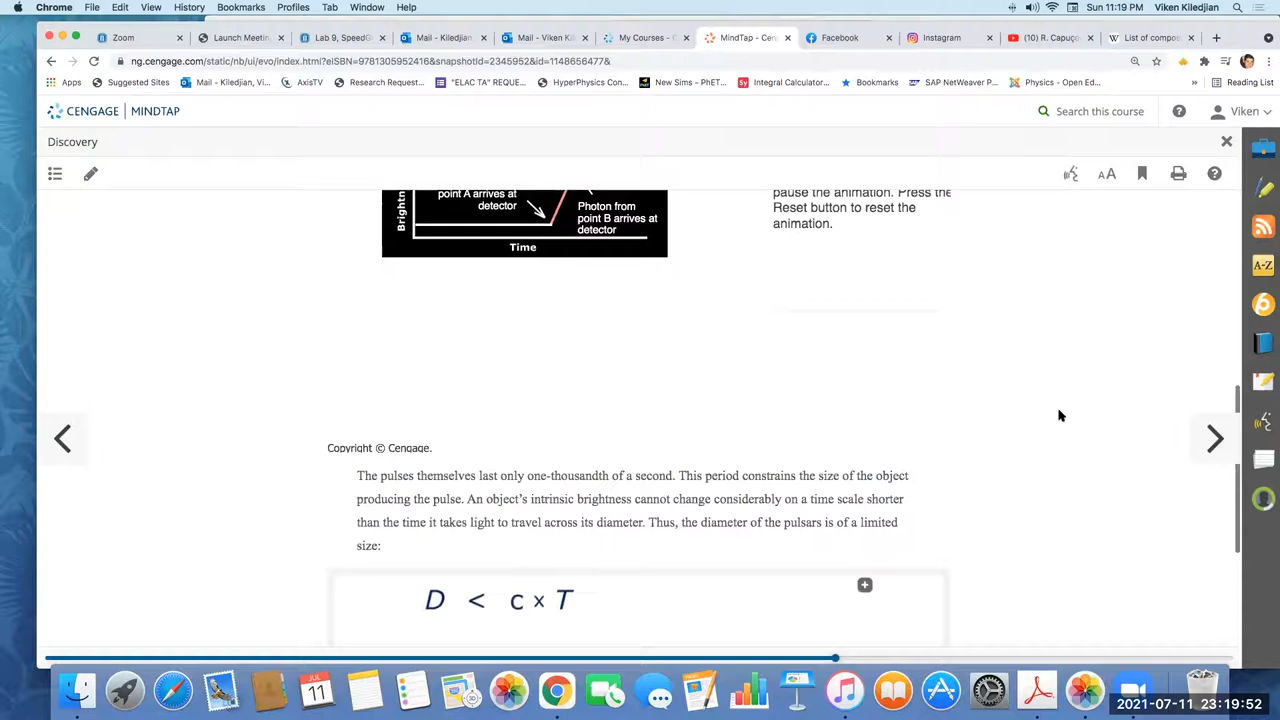 Chrome File Edit View History Bookmarks Profiles Tab Window Help Sun 11:19 PM Viken Kiledjian
Zoom Launch Meetin Lab 9, SpeedG Mail - Kiledjian Mail - Viken K My Courses - MindTap - Cen Facebook Instagram (10) R. Capuço List of compos
ng.cengage.com/static/nb/ui/evo/index.html?eISBN=9781305952416&snapshotId=2345952&id=1148656477&
Apps Suggested Sites Mail - Kiledjian, Vi... AxisTV Research Request... "ELAC TA" REQUE... HyperPhysics Con... New Sims - PhET... Integral Calculator... Bookmarks SAP NetWeaver P... Physics - Open Ed... » Reading List
CENGAGE | MINDTAP Search this course Viken
Discovery
AA
point A arrives at
detector
Photon from
point B arrives at
detector
Brightn
Time
pause the animation. Press the
Reset button to reset the
animation.
A-Z
Copyright © Cengage.
The pulses themselves last only one-thousandth of a second. This period constrains the size of the object
producing the pulse. An object's intrinsic brightness cannot change considerably on a time scale shorter
than the time it takes light to travel across its diameter. Thus, the diameter of the pulsars is of a limited
size:
D < c × T
JUL
11
2021-07-11 23:19:52